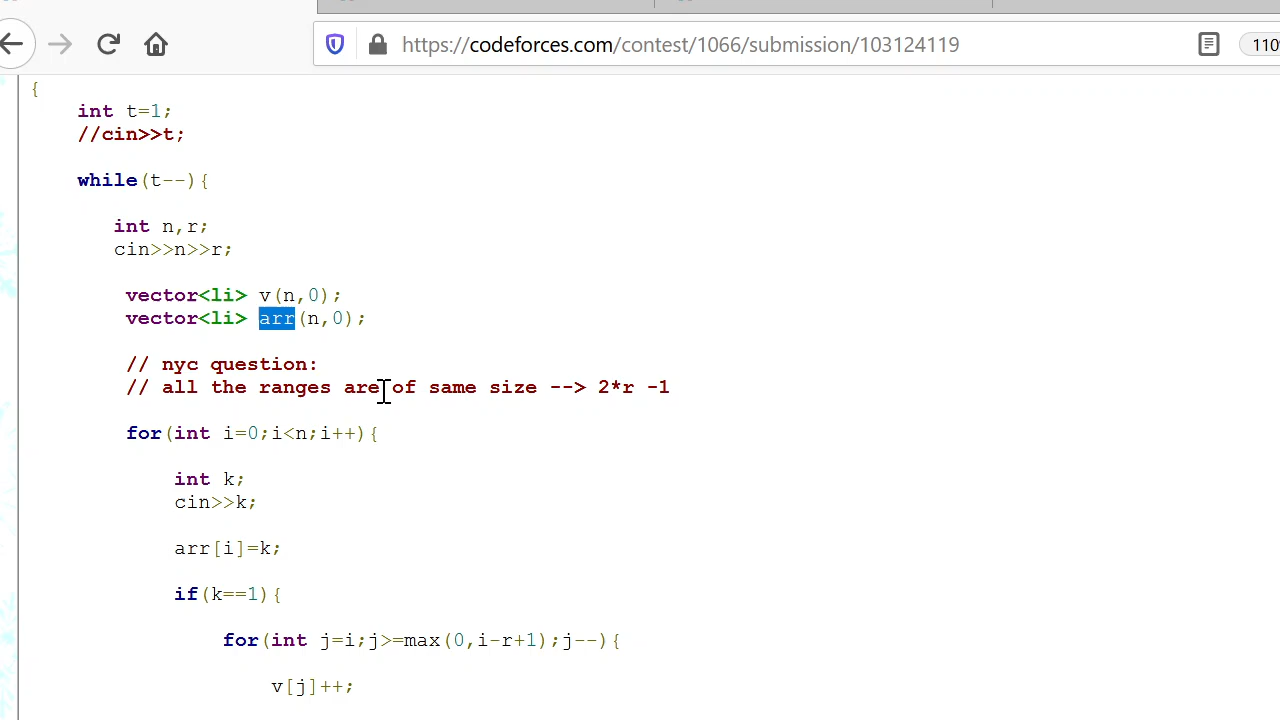 https://codeforces.com/contest/1066/submission/103124119
110
{
int t=1;
//cin>>t;
while(t--){
int n,r;
cin>>n>>r;
vector<li> v(n,0);
vector<li> arr(n,0);
// nyc question:
// all the ranges are of same size --> 2*r -1
for(int i=0;i<n;i++){
int k;
cin>>k;
arr[i]=k;
if(k==1){
for(int j=i;j>=max(0,i-r+1);j--){
v[j]++;